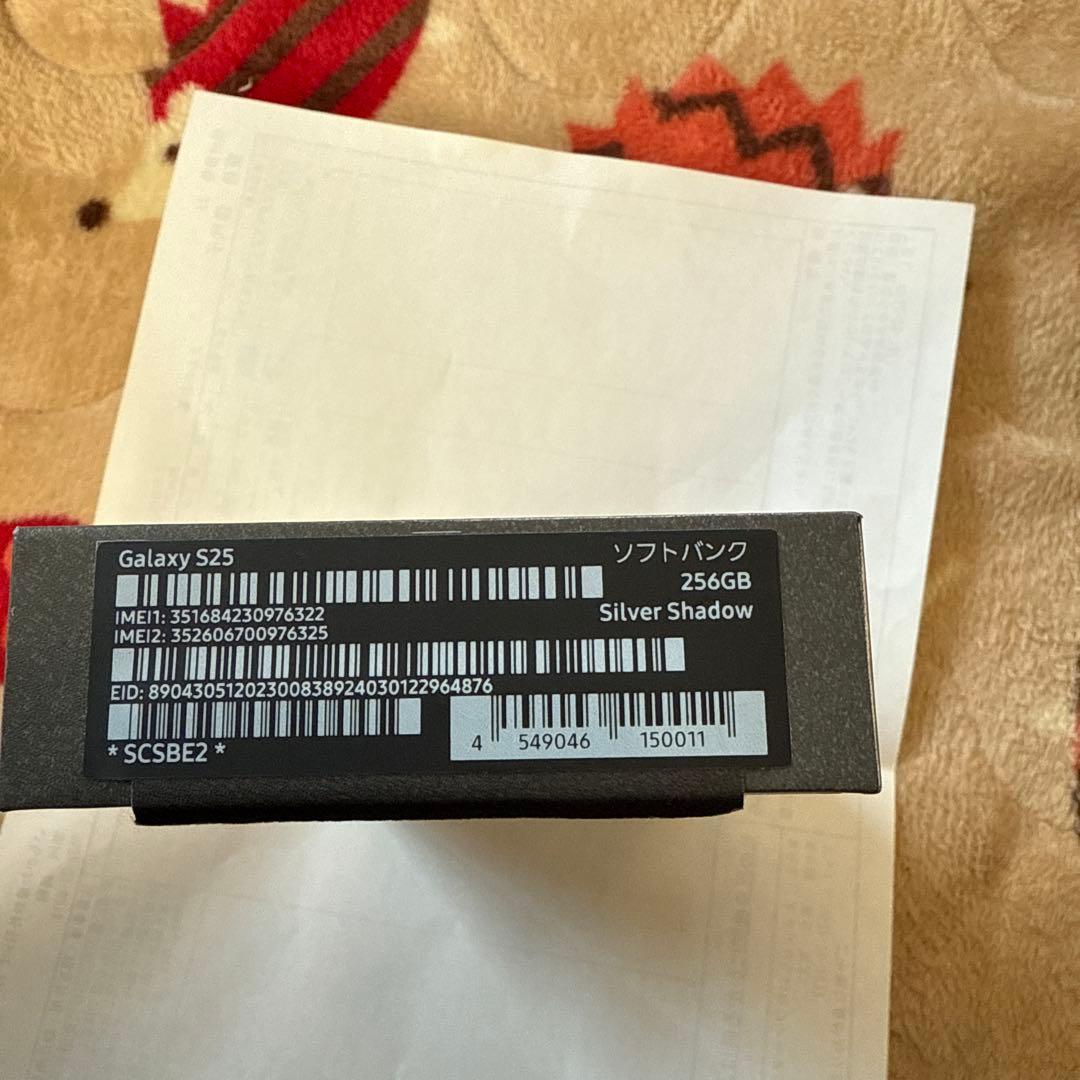 Galaxy S25
ソフトバンク
256GB
Silver Shadow
IMEI1: 351684230976322
IMEI2: 352606700976325
EID: 89043051202300838924030122964876
* SCSBE2 *
4 549046 150011